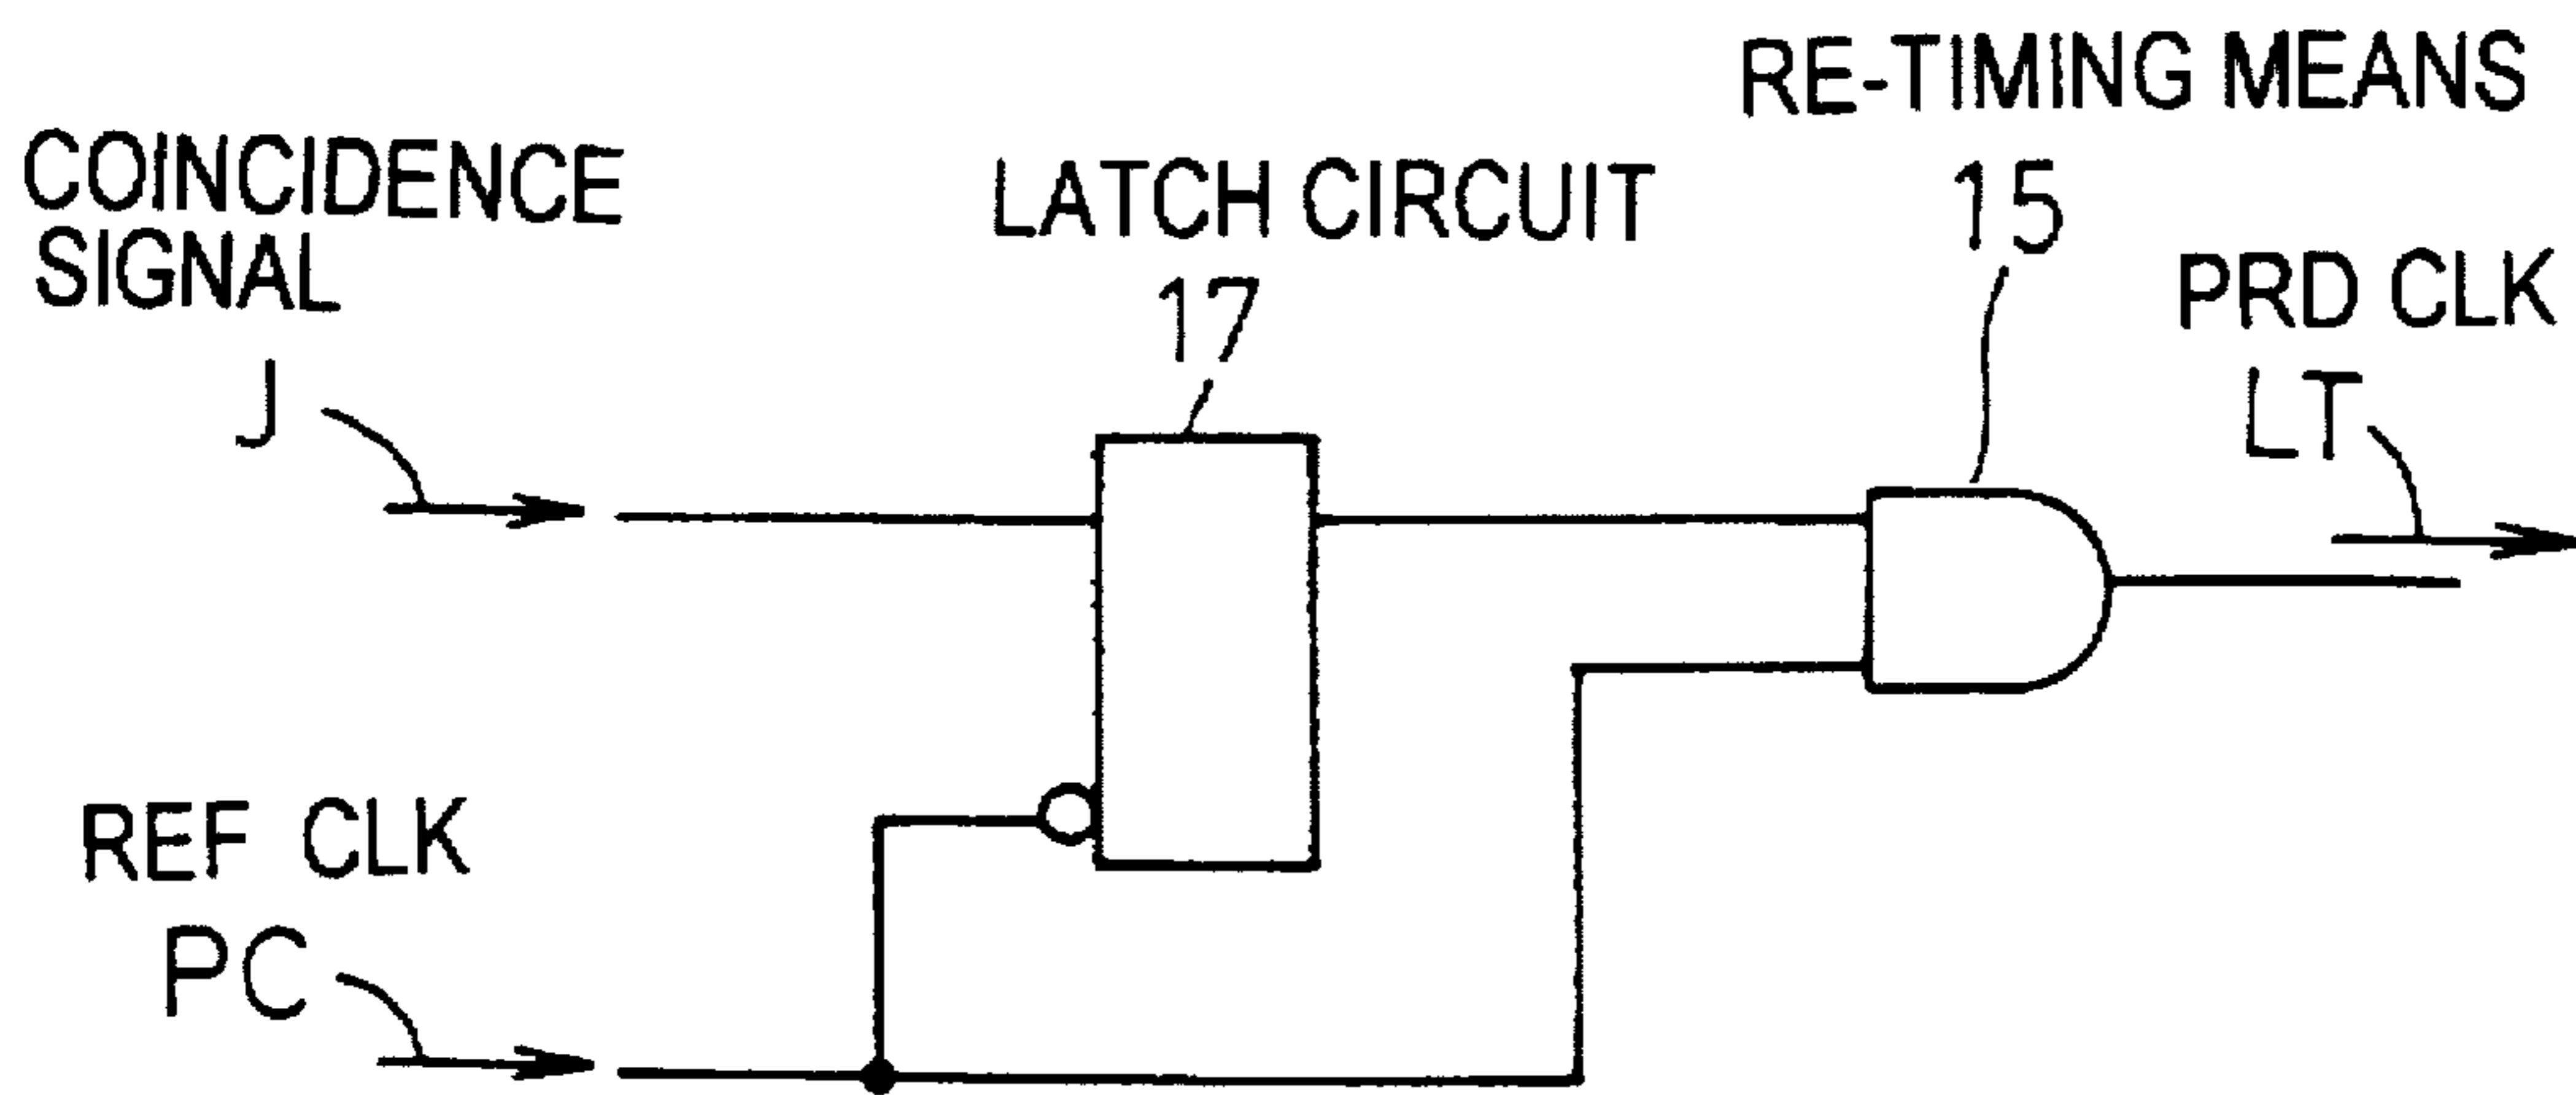 RE-TIMING MEANS
15
COINCIDENCE
SIGNAL
J
LATCH CIRCUIT
17
PRD CLK
LT
REF CLK
PC